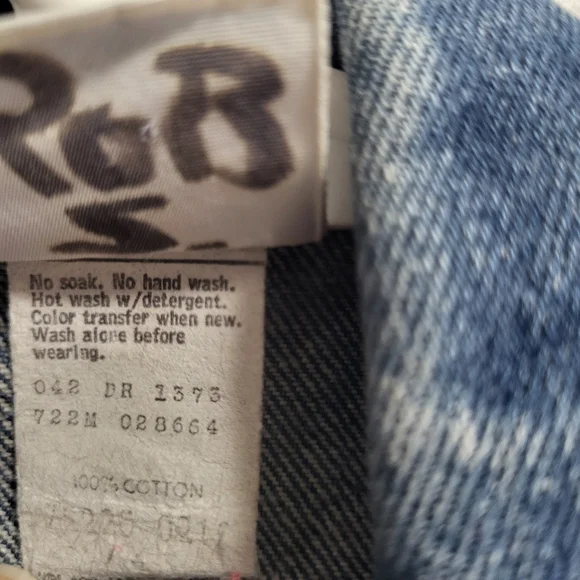 ROB
S.
No soak. No hand wash.
Hot wash w/detergent.
Color transfer when new.
Wash alone before
wearing.
042 DR 1373
722M 028664
100% COTTON